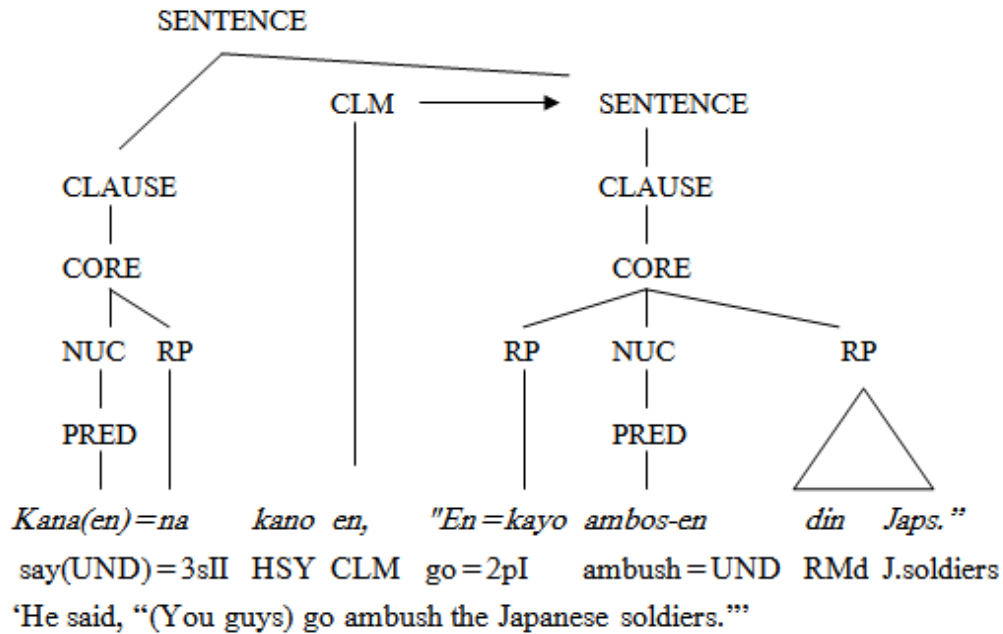 SENTENCE
CLM SENTENCE
CLAUSE CLAUSE
CORE CORE
NUC RP RP NUC RP
PRED PRED
Kana(en)=na kano en, "En=kayo ambos-en din Japs.”
say(UND)=3sII HSY CLM go=2pI ambush=UND RMd J.soldiers
‘He said, “(You guys) go ambush the Japanese soldiers.”’